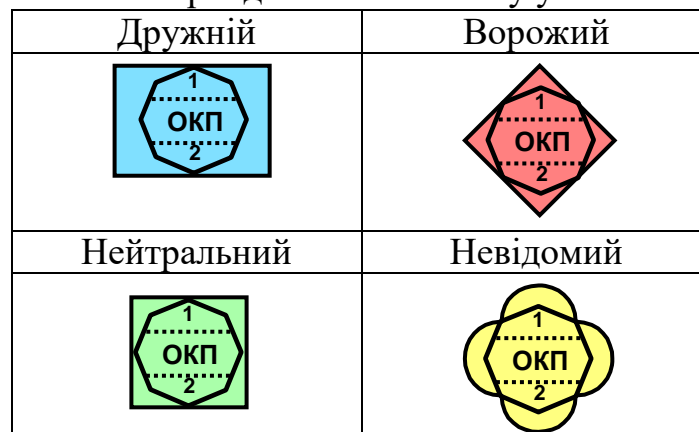 Дружній Ворожий
1 1
ОКП ОКП
2 2
Нейтральний Невідомий
1 1
ОКП ОКП
2 2